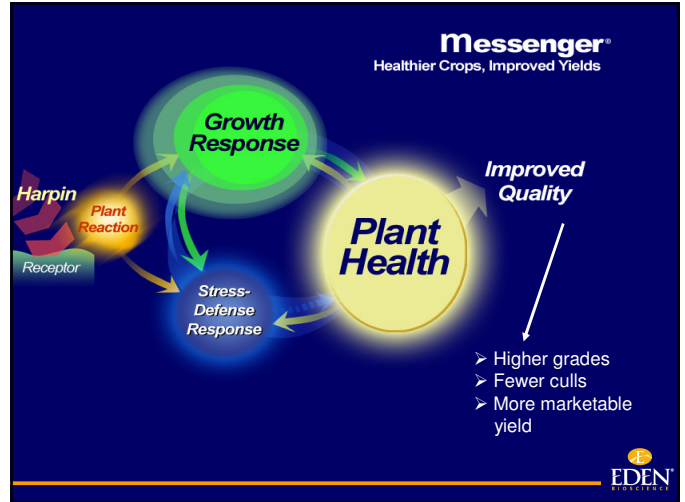 Messenger®
Healthier Crops, Improved Yields
Growth
Response
Improved
Quality
Harpin
Plant
Reaction
Receptor
Plant
Health
Stress-
Defense
Response
➢ Higher grades
➢ Fewer culls
➢ More marketable
yield
E
EDEN®
BIOSCIENCE